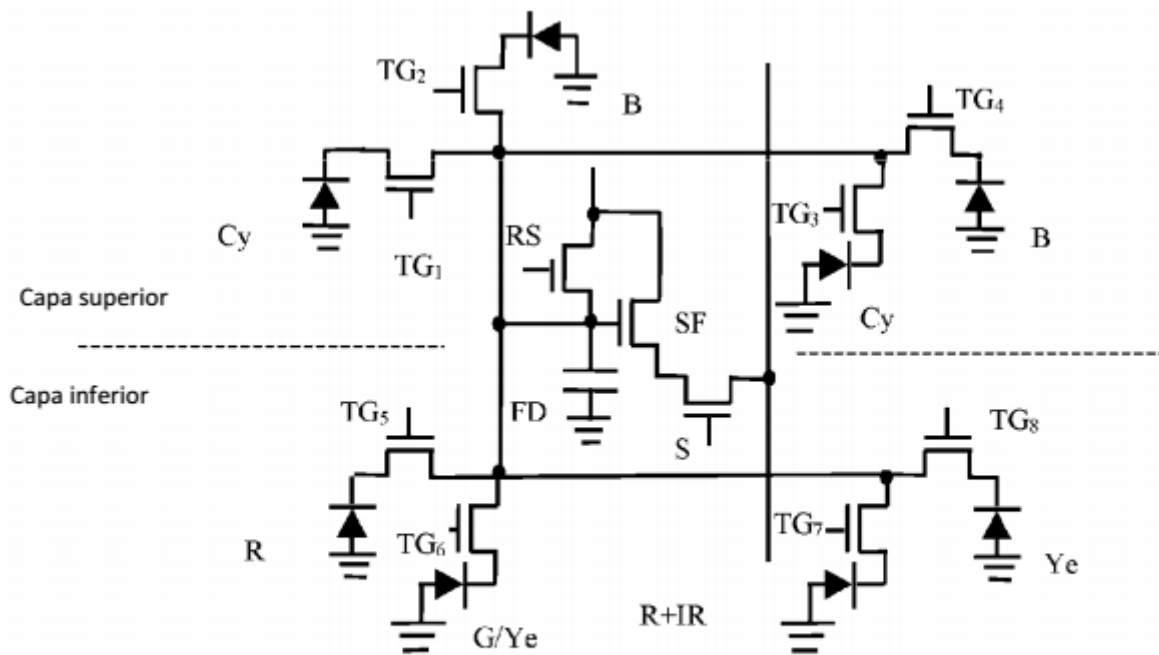 TG₂
B
TG₄
TG₃
Cy
RS
B
TG₁
SF
Cy
Capa superior
Capa inferior
TG₅
FD
TG₈
S
R
TG₆
TG₇
Ye
R+IR
G/Ye